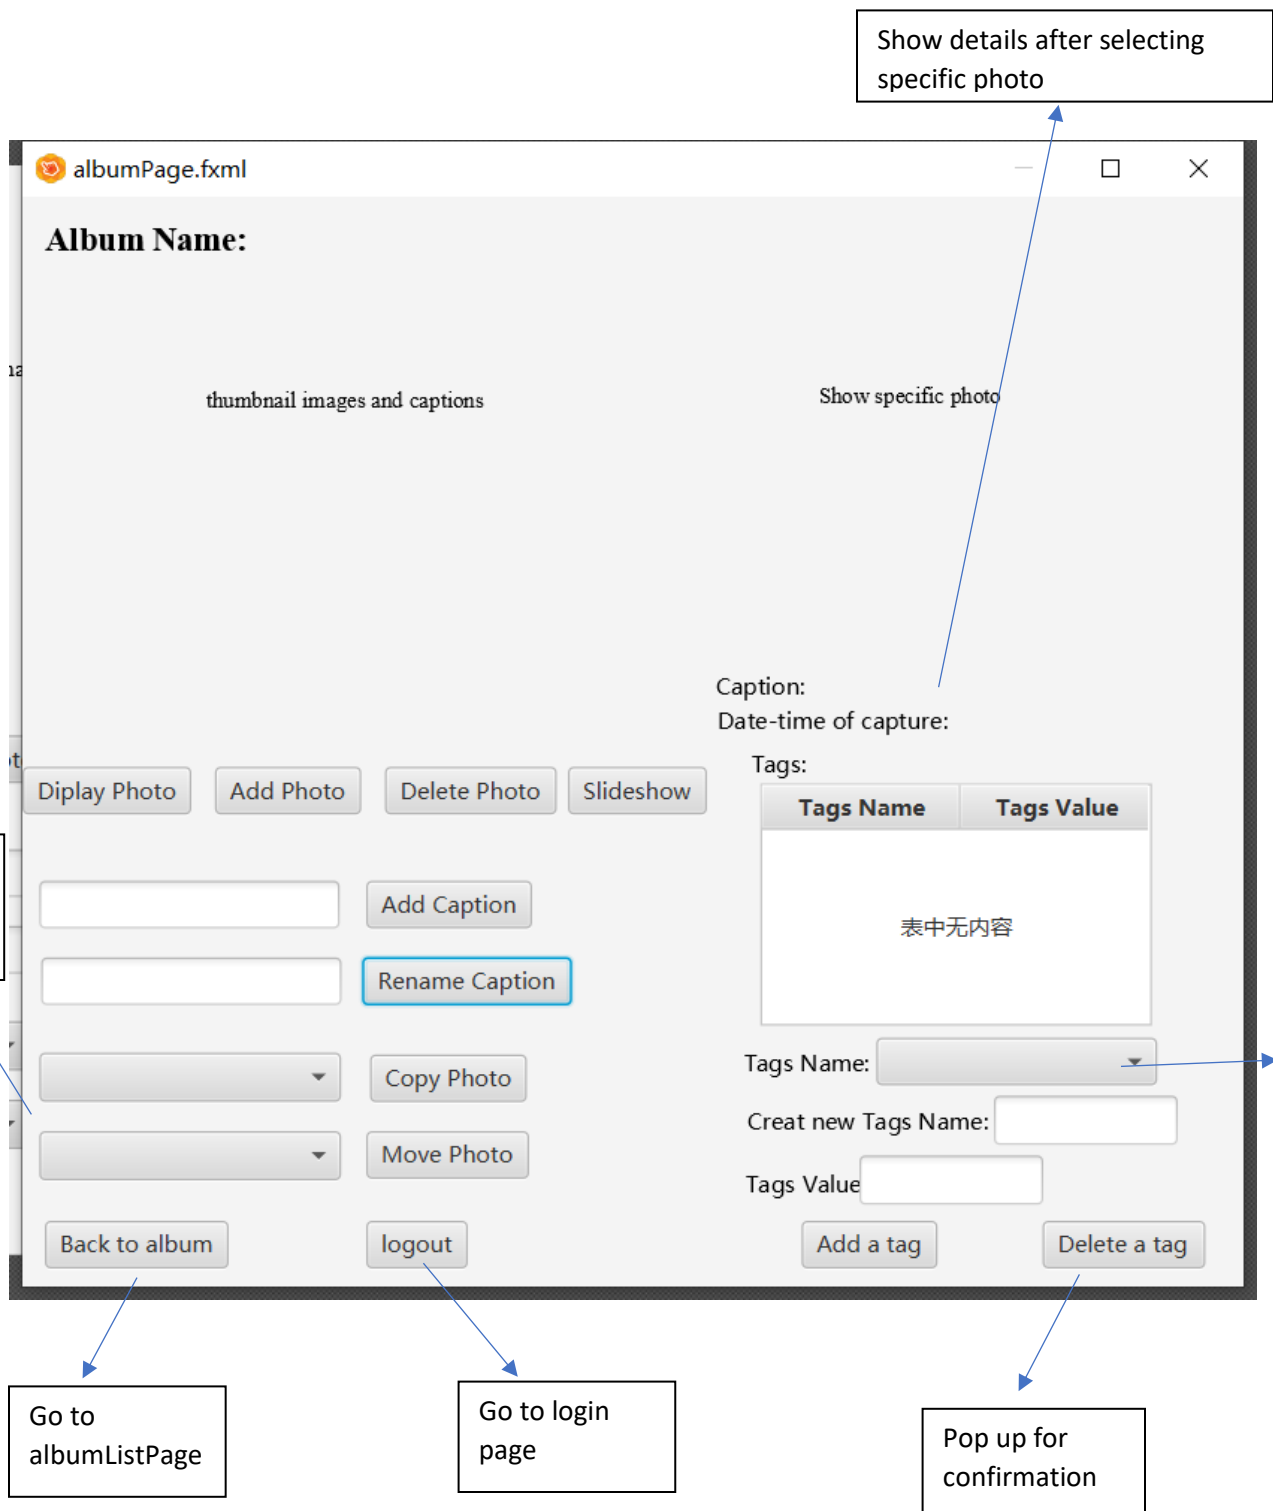 Show details after selecting
specific photo
albumPage.fxml
Album Name:
thumbnail images and captions
Show specific photo
Caption:
Date-time of capture:
Tags:
Diplay Photo
Add Photo
Delete Photo
Slideshow
Tags Name
Tags Value
表中无内容
Add Caption
Rename Caption
Tags Name:
Copy Photo
Creat new Tags Name:
Move Photo
Tags Value
Back to album
logout
Add a tag
Delete a tag
Go to
albumListPage
Go to login
page
Pop up for
confirmation